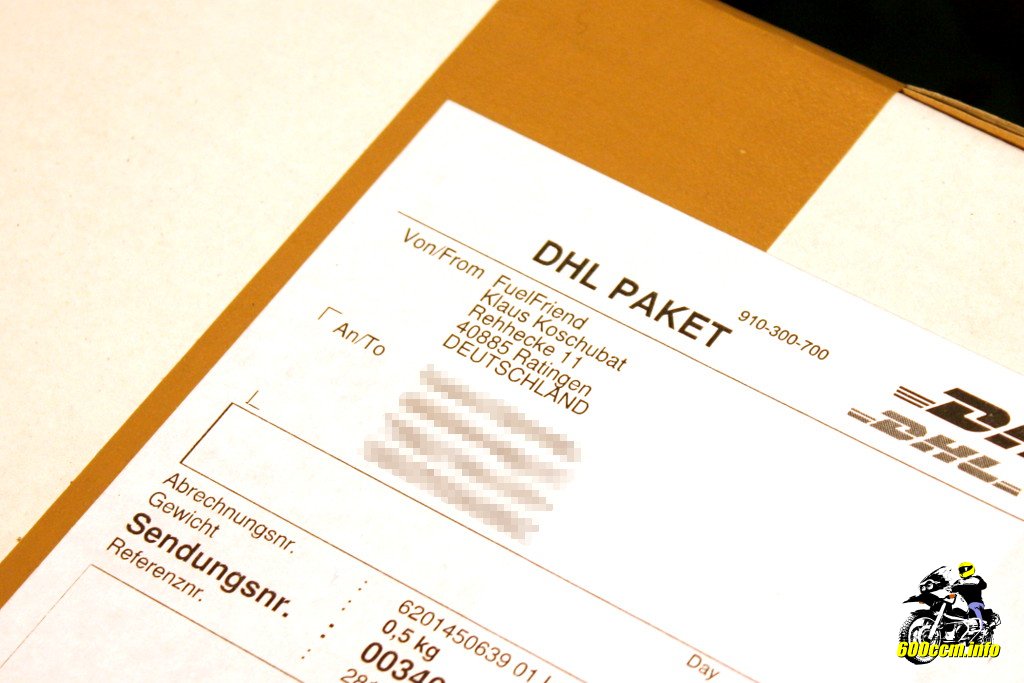 DHL PAKET
910-300-700
Von/From
FuelFriend
Klaus Koschubat
Rehhecke 11
40885 Ratingen
DEUTSCHLAND
An/To
DHL
Abrechnungsnr. : 6201450639 01
Gewicht : 0,5 kg
Sendungsnr. :
Referenznr. :
Day
600ccm.info